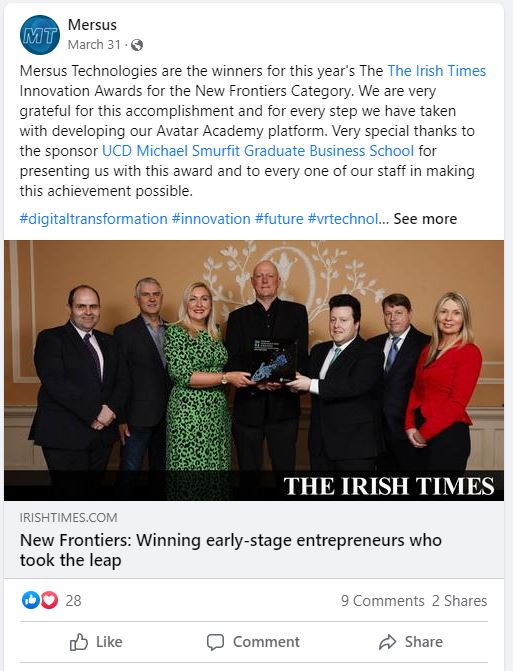 MT
Mersus
March 31 ·
Mersus Technologies are the winners for this year's The The Irish Times
Innovation Awards for the New Frontiers Category. We are very
grateful for this accomplishment and for every step we have taken
with developing our Avatar Academy platform. Very special thanks to
the sponsor UCD Michael Smurfit Graduate Business School for
presenting us with this award and to every one of our staff in making
this achievement possible.
#digitaltransformation #innovation #future #vrtechnol... See more
THE IRISH TIMES
IRISHTIMES.COM
New Frontiers: Winning early-stage entrepreneurs who
took the leap
28
9 Comments 2 Shares
Like Comment Share